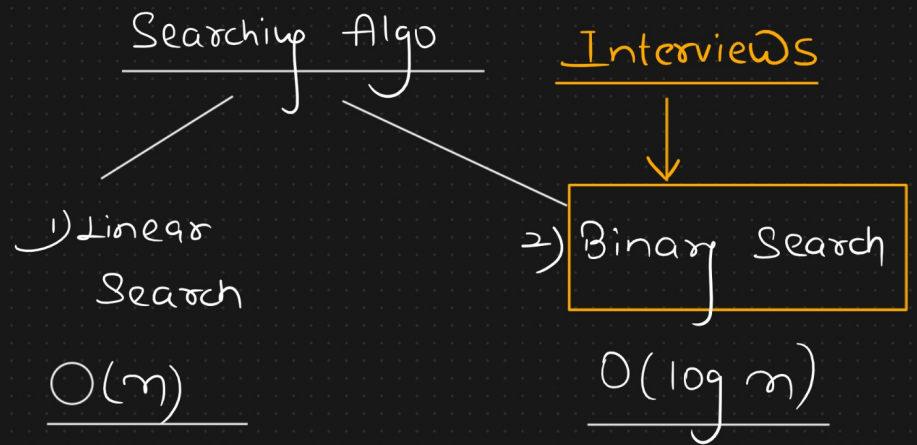 Searching Algo
Interviews
1) Linear
Search
2) Binary Search
O(n)
O(log n)